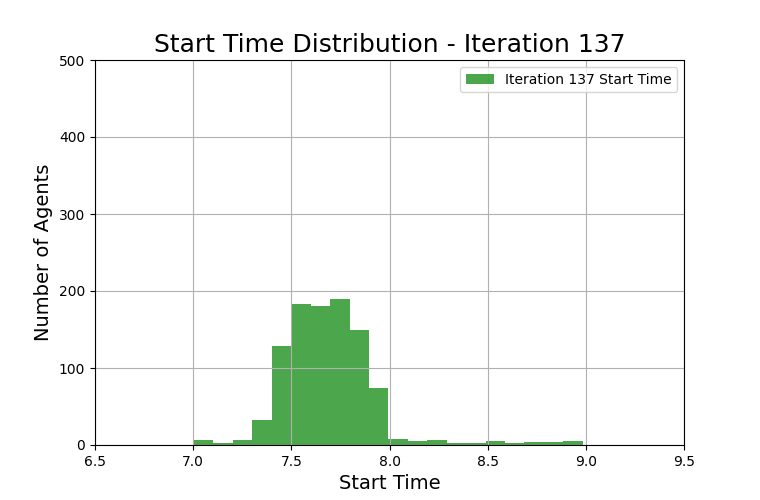 Start Time Distribution - Iteration 137
Number of Agents
500
400
300
200
100
0
Iteration 137 Start Time
6.5 7.0 7.5 8.0 8.5 9.0 9.5
Start Time